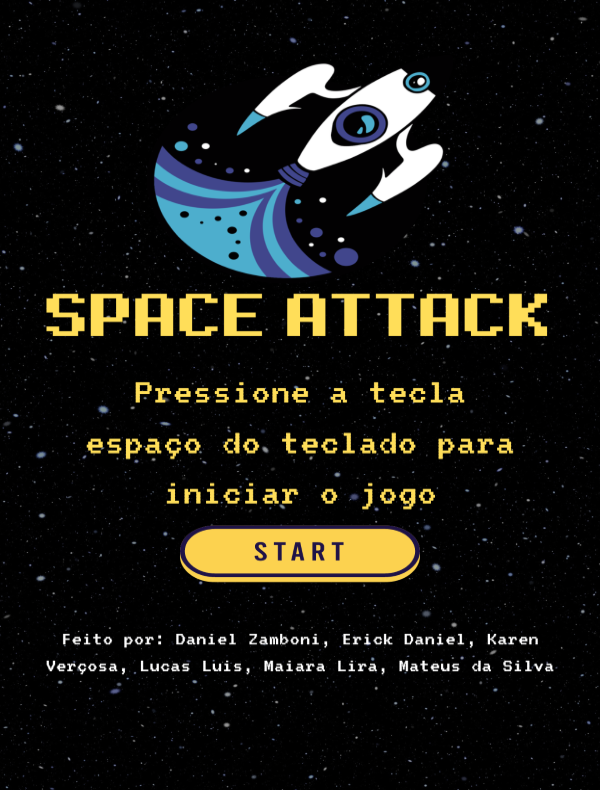 SPACE ATTACK
Pressione a tecla
espaço do teclado para
iniciar o jogo
START
Feito por: Daniel Zamboni, Erick Daniel, Karen
Verçosa, Lucas Luis, Maiara Lira, Mateus da Silva